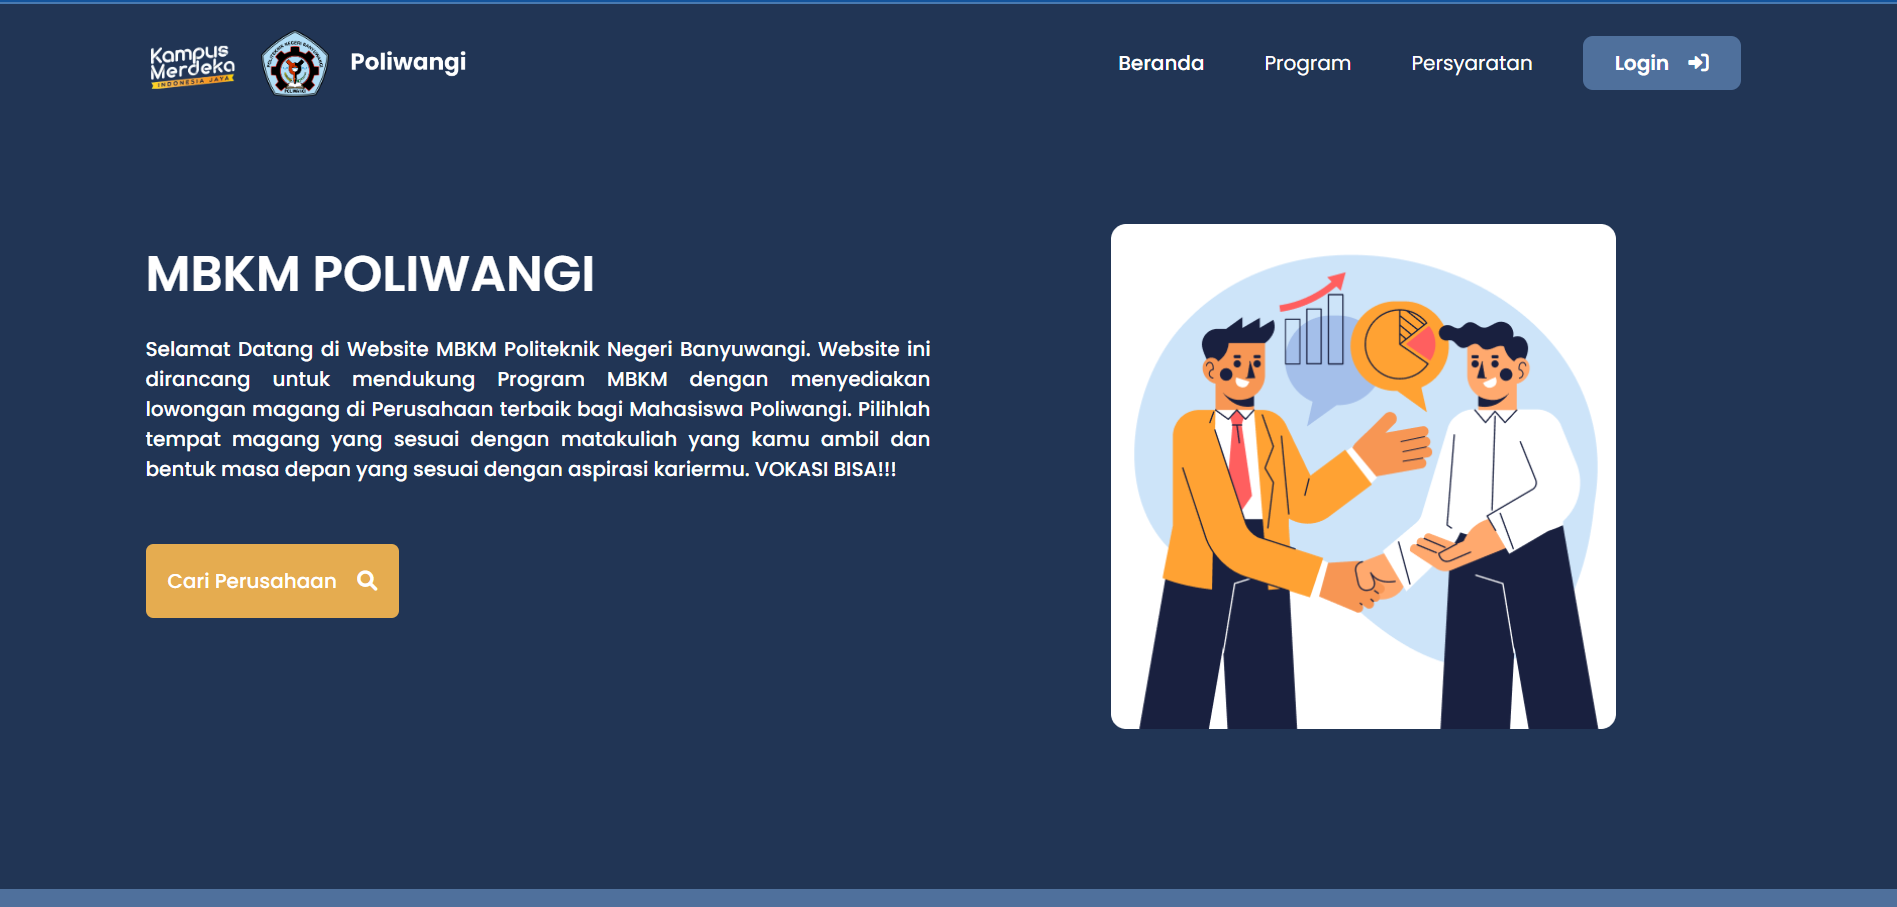 Kampus
Merdeka
INDONESIA JAYA
POLITEKNIK NEGERI BANYUWANGI
POLIWANGI
Poliwangi
Beranda
Program
Persyaratan
Login
MBKM POLIWANGI
Selamat Datang di Website MBKM Politeknik Negeri Banyuwangi. Website ini
dirancang untuk mendukung Program MBKM dengan menyediakan
lowongan magang di Perusahaan terbaik bagi Mahasiswa Poliwangi. Pilihlah
tempat magang yang sesuai dengan matakuliah yang kamu ambil dan
bentuk masa depan yang sesuai dengan aspirasi kariermu. VOKASI BISA!!!
Cari Perusahaan